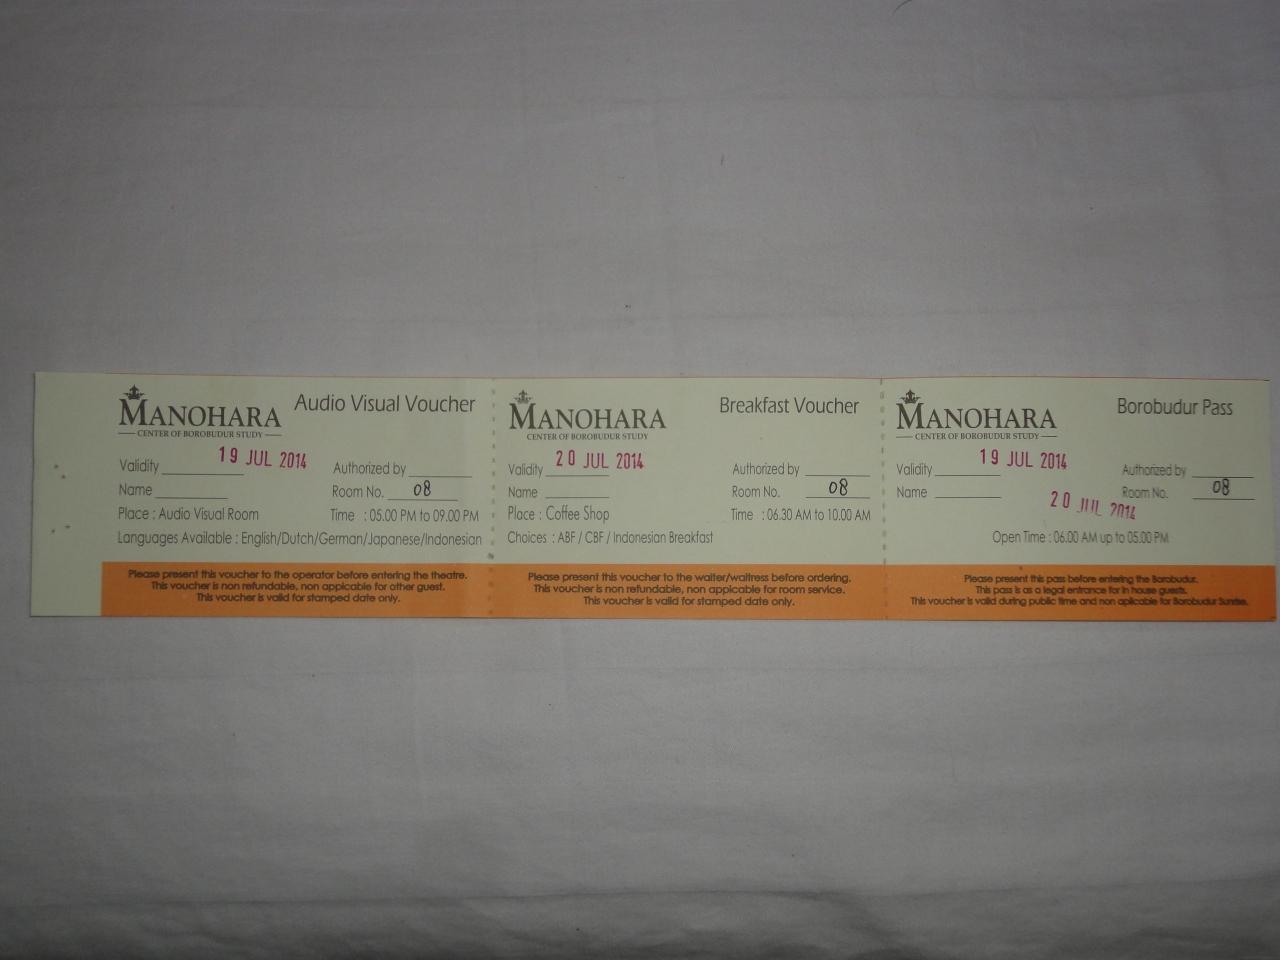 MANOHARA
CENTER OF BOROBUDUR STUDY
Audio Visual Voucher
Validity 19 JUL 2014
Authorized by
Name
Room No. 08
Place : Audio Visual Room
Time : 05.00 PM to 09.00 PM
Languages Available : English/Dutch/German/Japanese/Indonesian
Please present this voucher to the operator before entering the theatre.
This voucher is non refundable, non appicable for other guest.
This voucher is valid for stamped date only.
MANOHARA
CENTER OF BOROBUDUR STUDY
Breakfast Voucher
Validity 20 JUL 2014
Authorized by
Name
Room No. 08
Place : Coffee Shop
Time : 06.30 AM to 10.00 AM
Choices : ABF / CBF / Indonesian Breakfast
Please present this voucher to the waiter/waitress before ordering.
This voucher is non refundable, non appicable for room service.
This voucher is valid for stamped date only.
MANOHARA
CENTER OF BOROBUDUR STUDY
Borobudur Pass
Validity 19 JUL 2014
Authorized by
Name
Room No. 08
20 JUL 2014
Open Time : 06.00 AM up to 05.00 PM
Please present this pass before entering the Borobudur.
This pass is as a legal entrance for in house guests.
This voucher is valid during public time and non aplicable for Borobudur Sunrise.